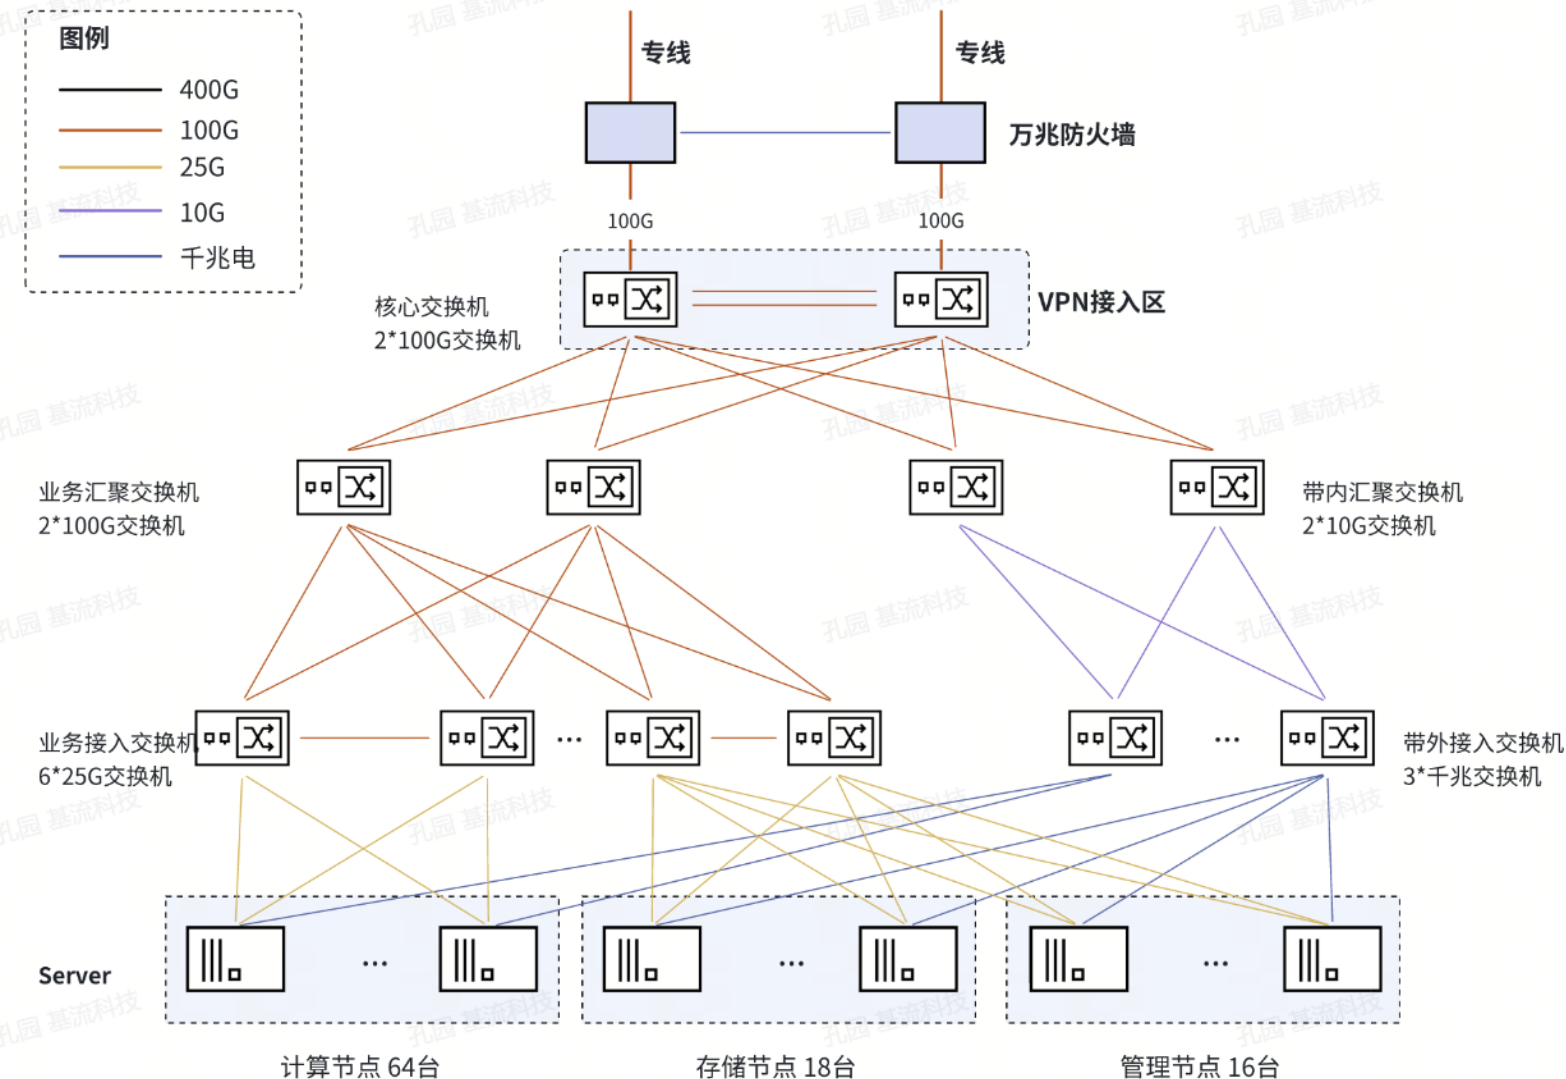 图例
400G
100G
25G
10G
千兆电
专线
专线
万兆防火墙
100G
100G
核心交换机
2*100G交换机
VPN接入区
业务汇聚交换机
2*100G交换机
带内汇聚交换机
2*10G交换机
业务接入交换机
6*25G交换机
...
...
带外接入交换机
3*千兆交换机
Server
...
...
...
计算节点 64台
存储节点 18台
管理节点 16台
孔园 基流科技